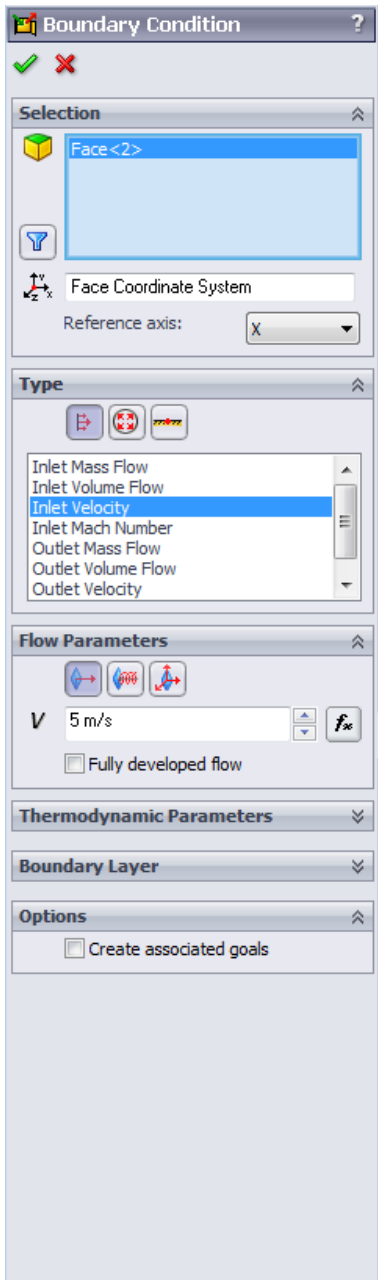 Boundary Condition ?
Selection
Face<2>
Y
Z X
Face Coordinate System
Reference axis: X
Type
Inlet Mass Flow
Inlet Volume Flow
Inlet Velocity
Inlet Mach Number
Outlet Mass Flow
Outlet Volume Flow
Outlet Velocity
Flow Parameters
V 5 m/s fx
Fully developed flow
Thermodynamic Parameters
Boundary Layer
Options
Create associated goals